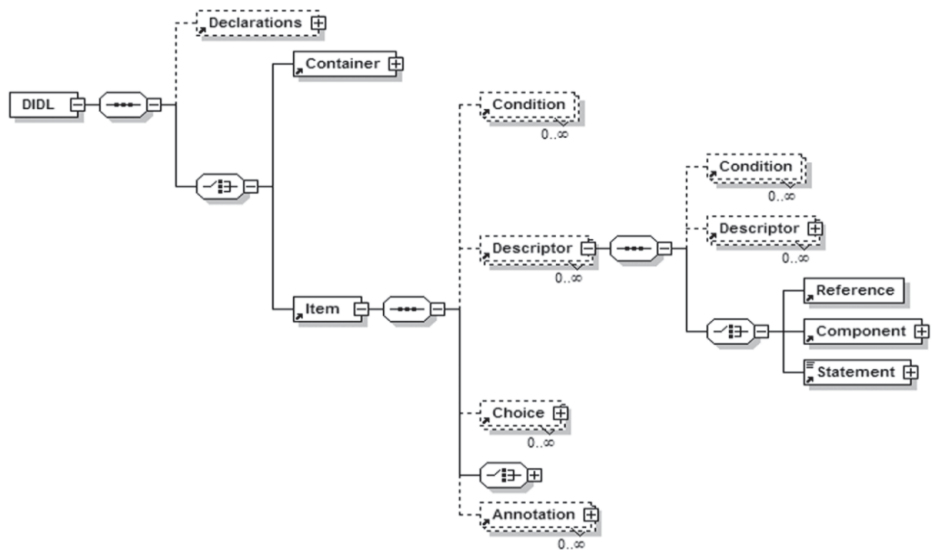 Declarations
Container
DIDL
Condition
0..∞
Condition
0..∞
Descriptor
0..∞
Descriptor
0..∞
Reference
Item
Component
Statement
Choice
0..∞
Annotation
0..∞